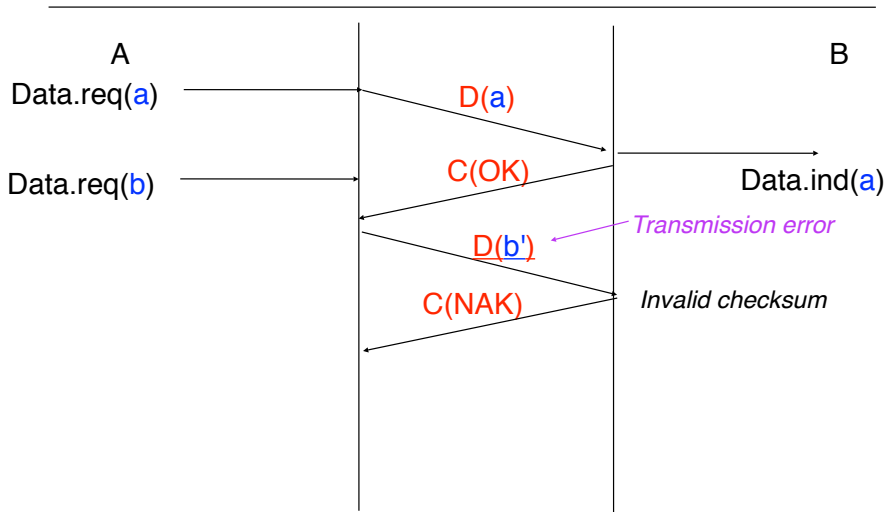 A
B
Data.req(a)
D(a)
C(OK)
Data.req(b)
Data.ind(a)
Transmission error
D(b')
Invalid checksum
C(NAK)